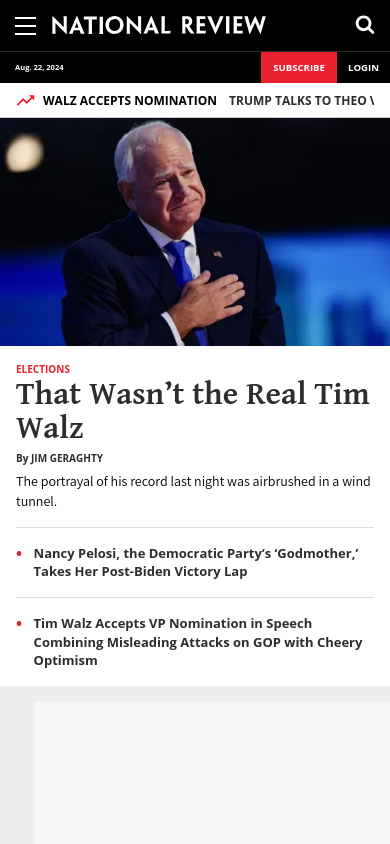 NATIONAL REVIEW
Aug. 22, 2024
SUBSCRIBE
LOGIN
WALZ ACCEPTS NOMINATION
TRUMP TALKS TO THEO
ELECTIONS
That Wasn’t the Real Tim
Walz
By JIM GERAGHTY
The portrayal of his record last night was airbrushed in a wind
tunnel.
• Nancy Pelosi, the Democratic Party’s ‘Godmother,’
Takes Her Post-Biden Victory Lap
• Tim Walz Accepts VP Nomination in Speech
Combining Misleading Attacks on GOP with Cheery
Optimism